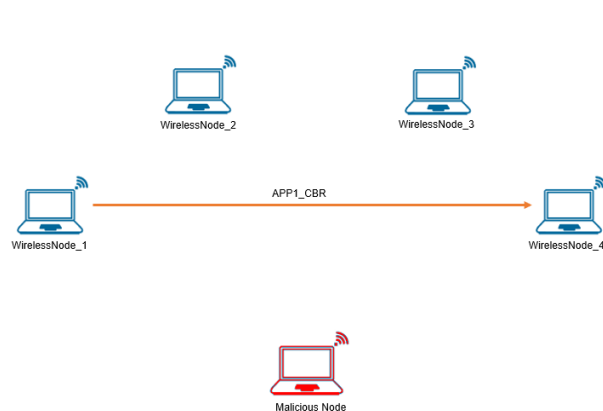 WirelessNode_2
WirelessNode_3
APP1_CBR
WirelessNode_1
WirelessNode_4
Malicious Node